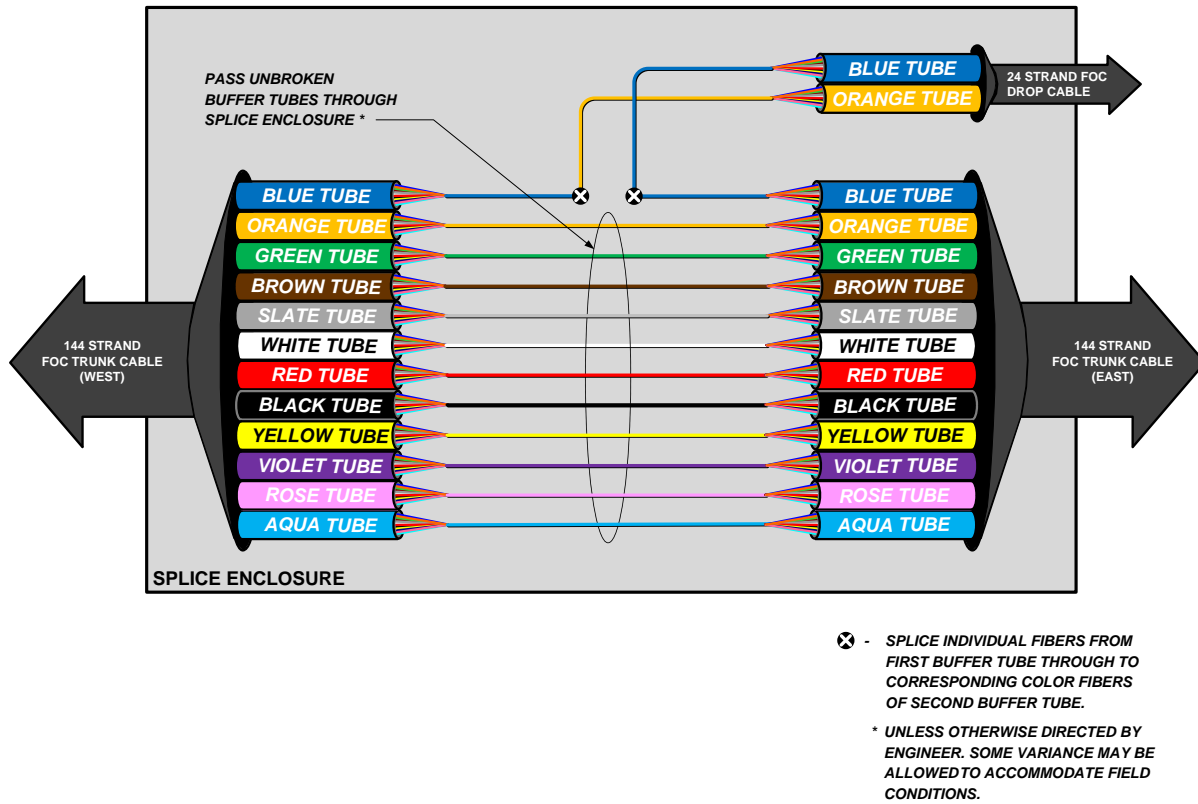 PASS UNBROKEN
BUFFER TUBES THROUGH
SPLICE ENCLOSURE *
BLUE TUBE
ORANGE TUBE
24 STRAND FOC
DROP CABLE
BLUE TUBE
ORANGE TUBE
GREEN TUBE
BROWN TUBE
SLATE TUBE
WHITE TUBE
RED TUBE
BLACK TUBE
YELLOW TUBE
VIOLET TUBE
ROSE TUBE
AQUA TUBE
BLUE TUBE
ORANGE TUBE
GREEN TUBE
BROWN TUBE
SLATE TUBE
WHITE TUBE
RED TUBE
BLACK TUBE
YELLOW TUBE
VIOLET TUBE
ROSE TUBE
AQUA TUBE
144 STRAND
FOC TRUNK CABLE
(WEST)
144 STRAND
FOC TRUNK CABLE
(EAST)
SPLICE ENCLOSURE
- SPLICE INDIVIDUAL FIBERS FROM
FIRST BUFFER TUBE THROUGH TO
CORRESPONDING COLOR FIBERS
OF SECOND BUFFER TUBE.
* UNLESS OTHERWISE DIRECTED BY
ENGINEER. SOME VARIANCE MAY BE
ALLOWED TO ACCOMMODATE FIELD
CONDITIONS.